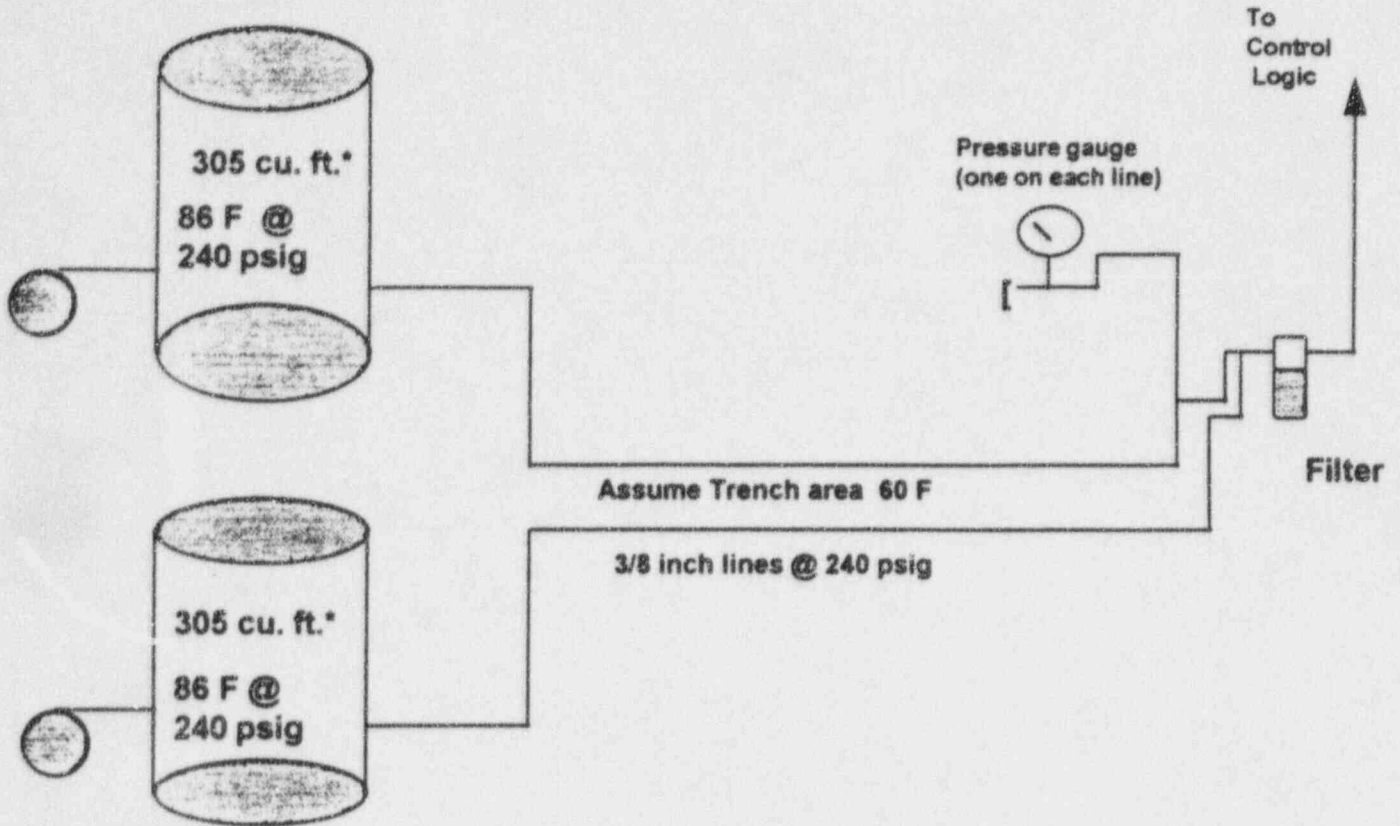 To
Control
Logic
305 cu. ft.*
86 F @
240 psig
Pressure gauge
(one on each line)
[
Filter
Assume Trench area 60 F
3/8 inch lines @ 240 psig
305 cu. ft.*
86 F @
240 psig